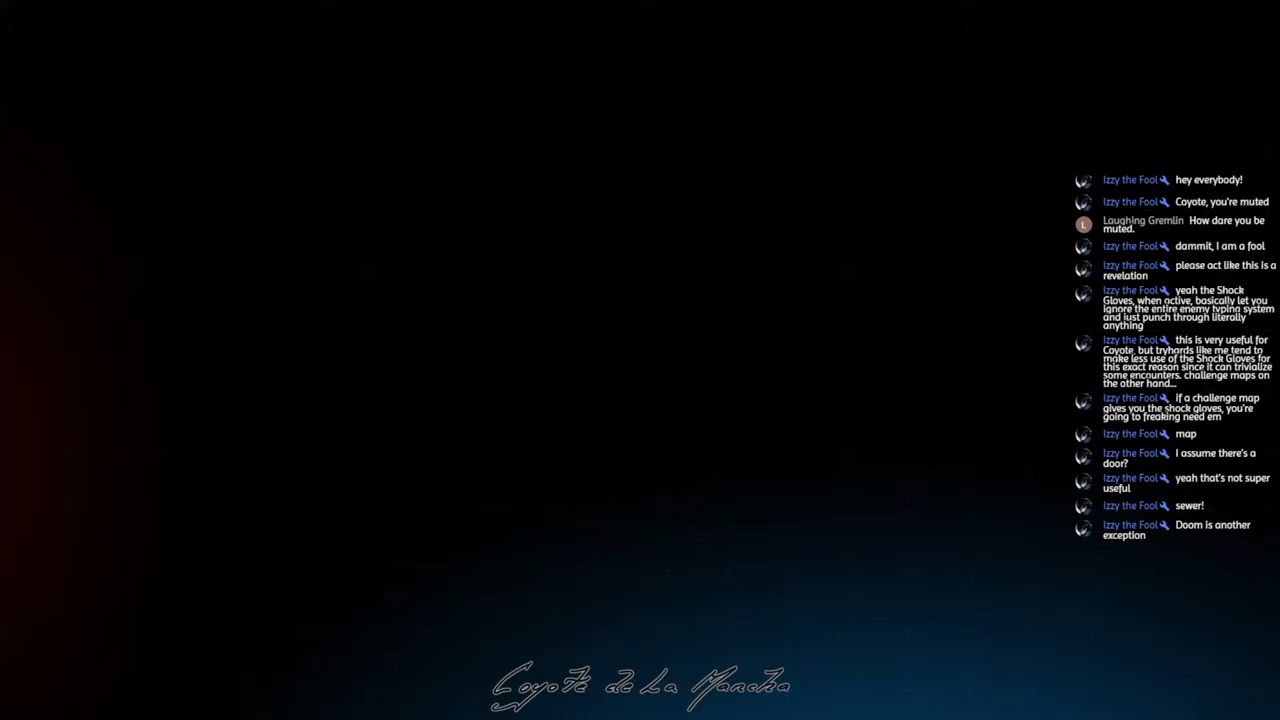 Izzy the Fool hey everybody!
Izzy the Fool Coyote, you're muted
Laughing Gremlin How dare you be
muted.
Izzy the Fool dammit, I am a fool
Izzy the Fool please act like this is a
revelation
Izzy the Fool yeah the Shock
Gloves, when active, basically let you
ignore the entire enemy typing system
and just punch through literally
anything
Izzy the Fool this is very useful for
Coyote, but tryhards like me tend to
make less use of the Shock Gloves for
this exact reason since it can trivialize
some encounters. challenge maps on
the other hand...
Izzy the Fool if a challenge map
gives you the shock gloves, you're
going to freaking need em
Izzy the Fool map
Izzy the Fool I assume there's a
door?
Izzy the Fool yeah that's not super
useful
Izzy the Fool sewer!
Izzy the Fool Doom is another
exception
Coyote de La Mancha